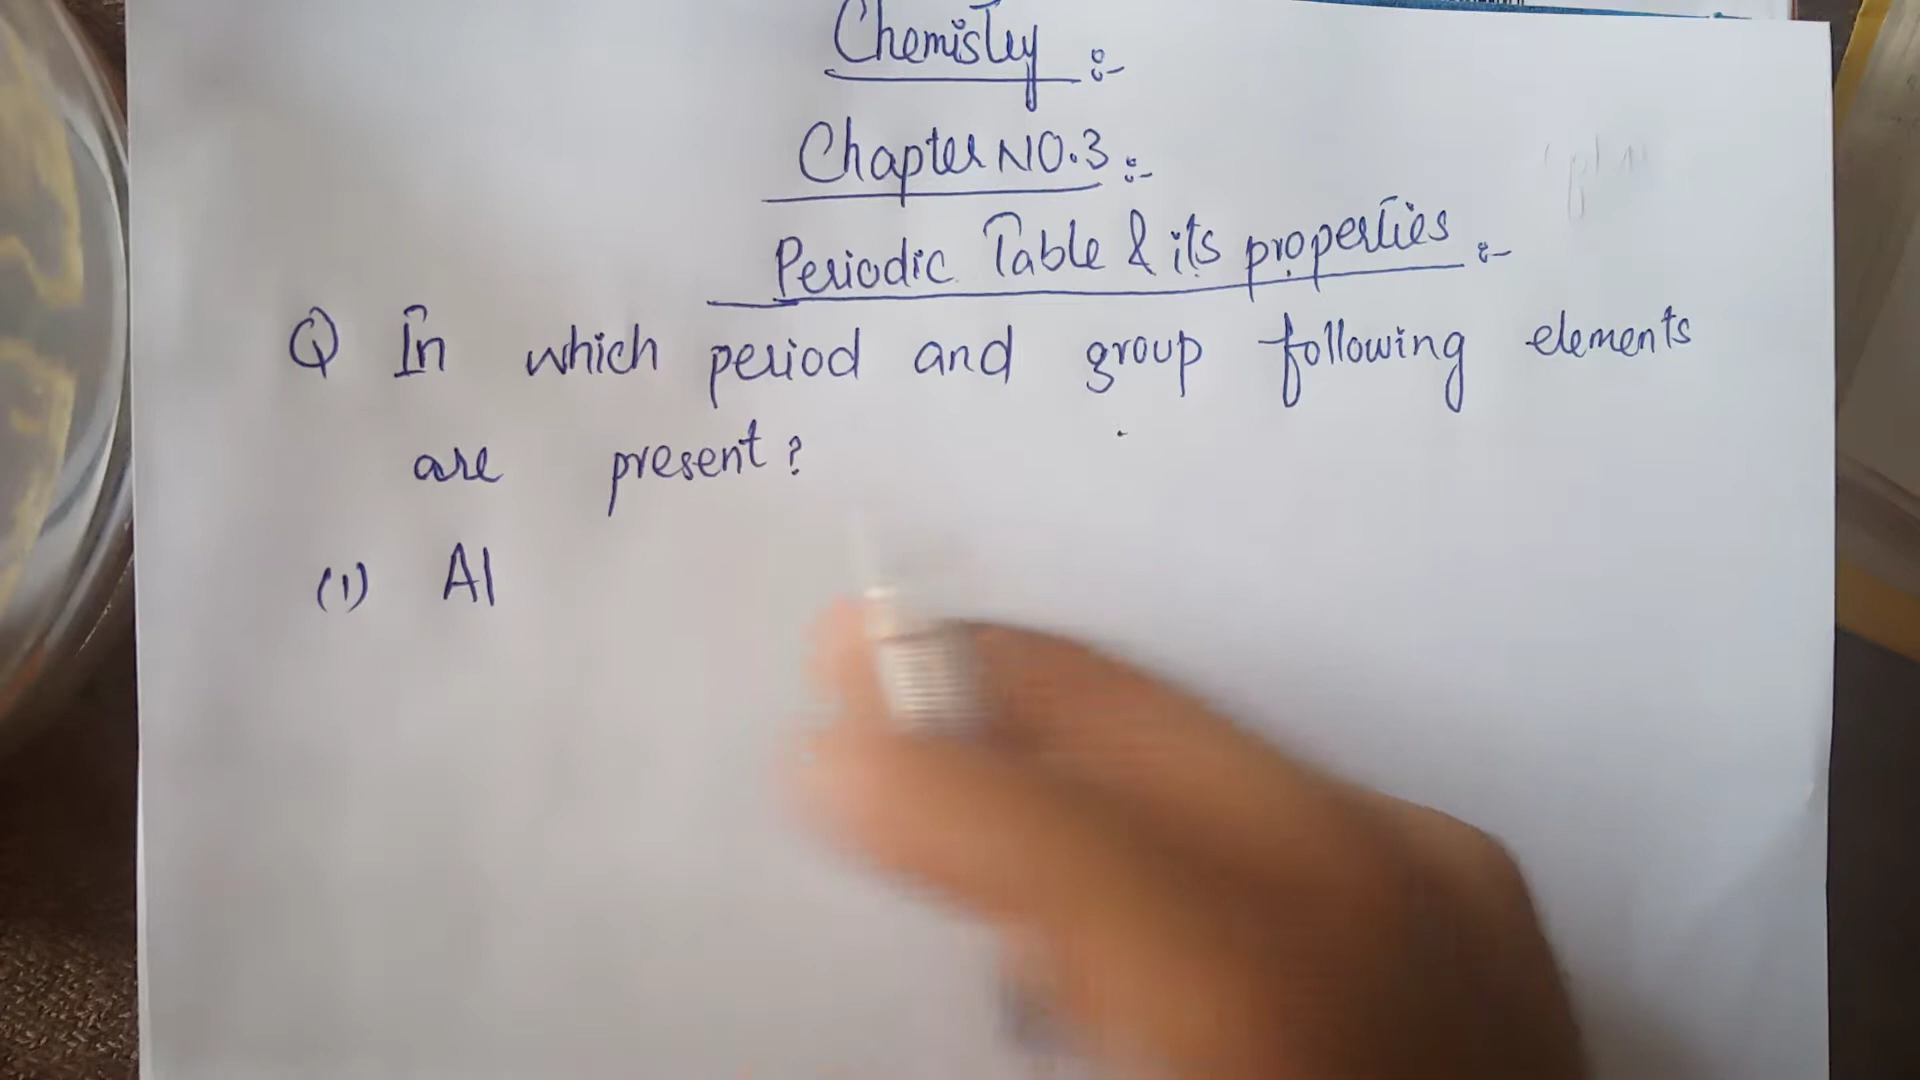 Chemistry :-
Chapter NO.3 :-
Periodic Table & its properties :-
Q In which period and group following elements
are present?
(1) Al